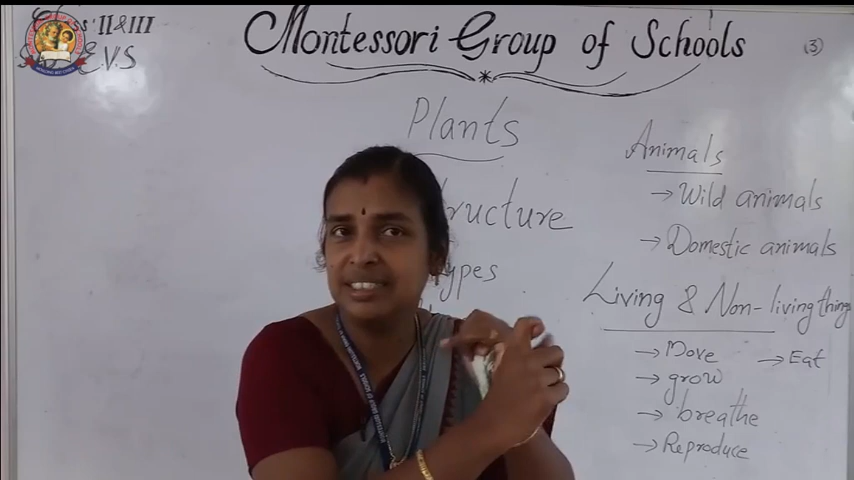 Class II & III
E.V.S
Montessori Group of Schools
(3)
Plants
ructure
ypes
Animals
→ Wild animals
→ Domestic animals
Living & Non-living things
→ Move
→ Eat
→ grow
→ breathe
→ Reproduce